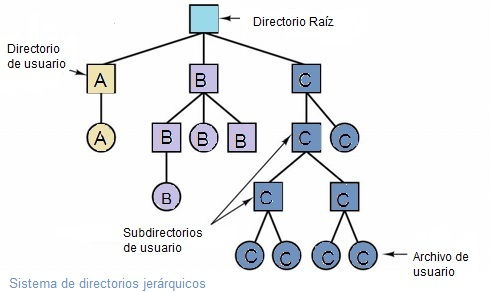 Directorio Raíz
Directorio
de usuario
A
B
C
A
B
B
B
C
C
B
C
C
Subdirectorios
de usuario
C
C
C
C
Archivo de
usuario
Sistema de directorios jerárquicos